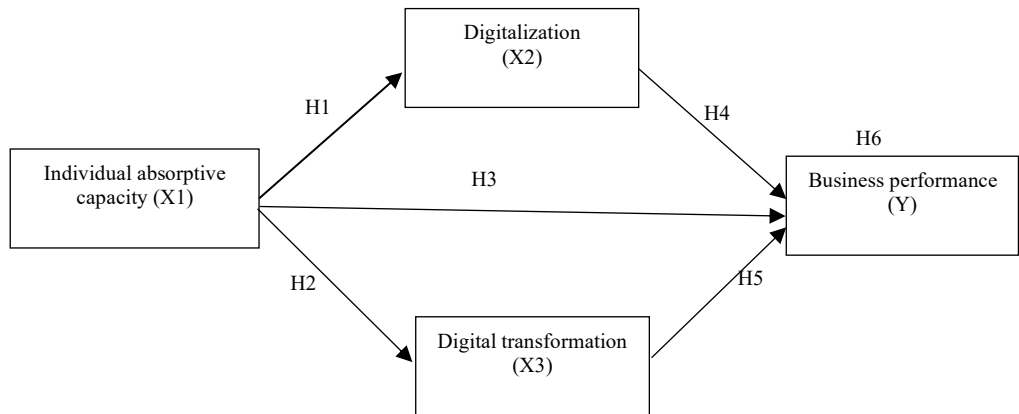 Digitalization
(X2)
H1
H4
H6
Individual absorptive
capacity (X1)
H3
Business performance
(Y)
H2
H5
Digital transformation
(X3)